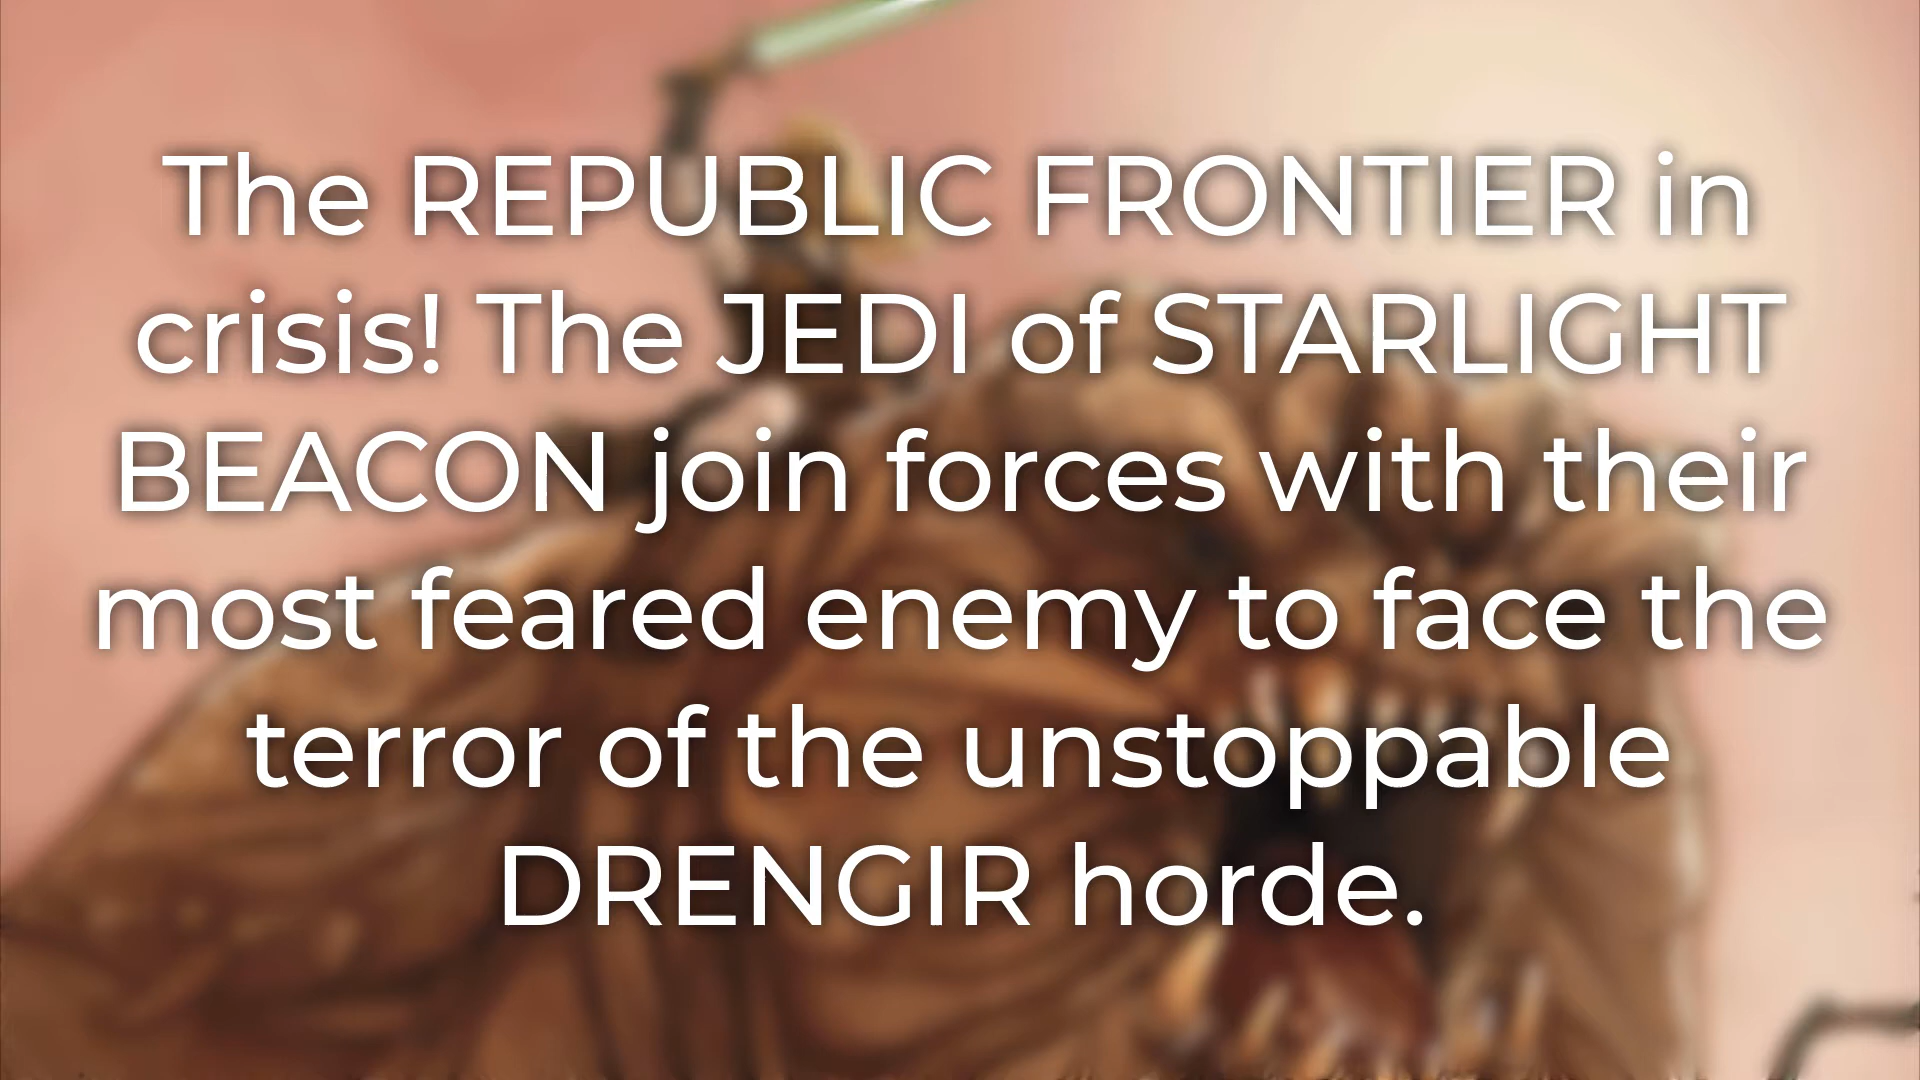 The REPUBLIC FRONTIER in
crisis! The JEDI of STARLIGHT
BEACON join forces with their
most feared enemy to face the
terror of the unstoppable
DRENGIR horde.